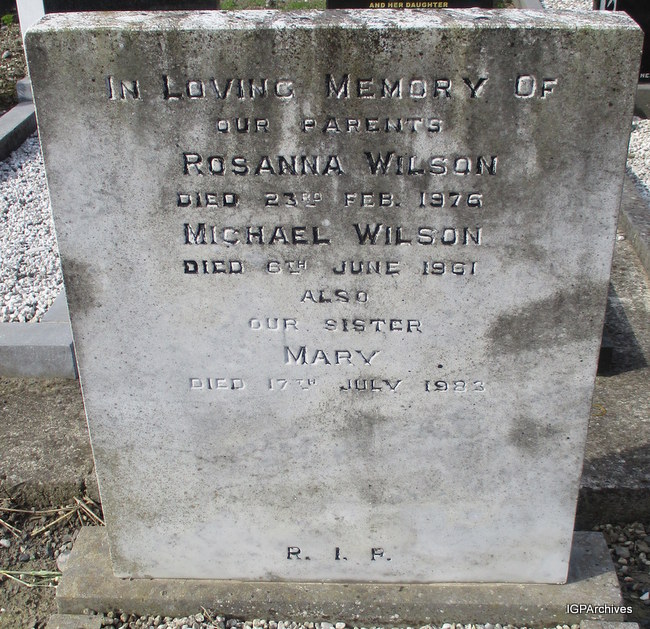 AND HER DAUGHTER
In Loving Memory Of
OUR PARENTS
ROSANNA WILSON
DIED 23RD FEB. 1976
MICHAEL WILSON
DIED 6TH JUNE 1961
ALSO
OUR SISTER
MARY
DIED 17TH JULY 1983
R. I. P.
IGPArchives